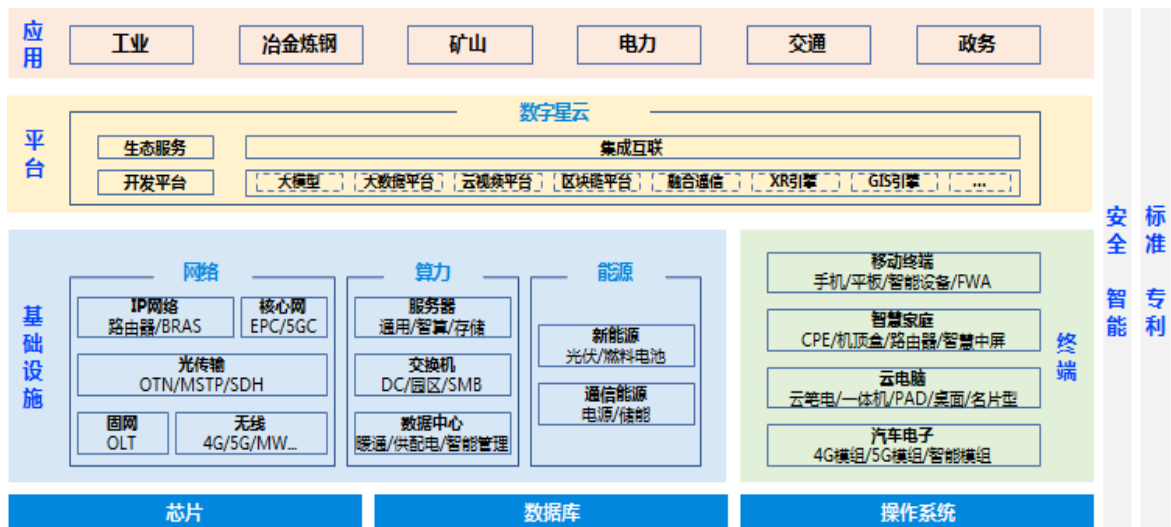 应用
工业
冶金炼钢
矿山
电力
交通
政务
平台
数字星云
生态服务
集成互联
开发平台
大模型
大数据平台
云视频平台
区块链平台
融合通信
XR引擎
GIS引擎
...
基础设施
网络
IP网络
路由器/BRAS
核心网
EPC/5GC
光传输
OTN/MSTP/SDH
固网
OLT
无线
4G/5G/MW...
算力
服务器
通用/智算/存储
交换机
DC/园区/SMB
数据中心
暖通/供配电/智能管理
能源
新能源
光伏/燃料电池
通信能源
电源/储能
移动终端
手机/平板/智能设备/FWA
智慧家庭
CPE/机顶盒/路由器/智慧中屏
云电脑
云笔电/一体机/PAD/桌面/名片型
汽车电子
4G模组/5G模组/智能模组
终端
芯片
数据库
操作系统
安全 智能
标准 专利